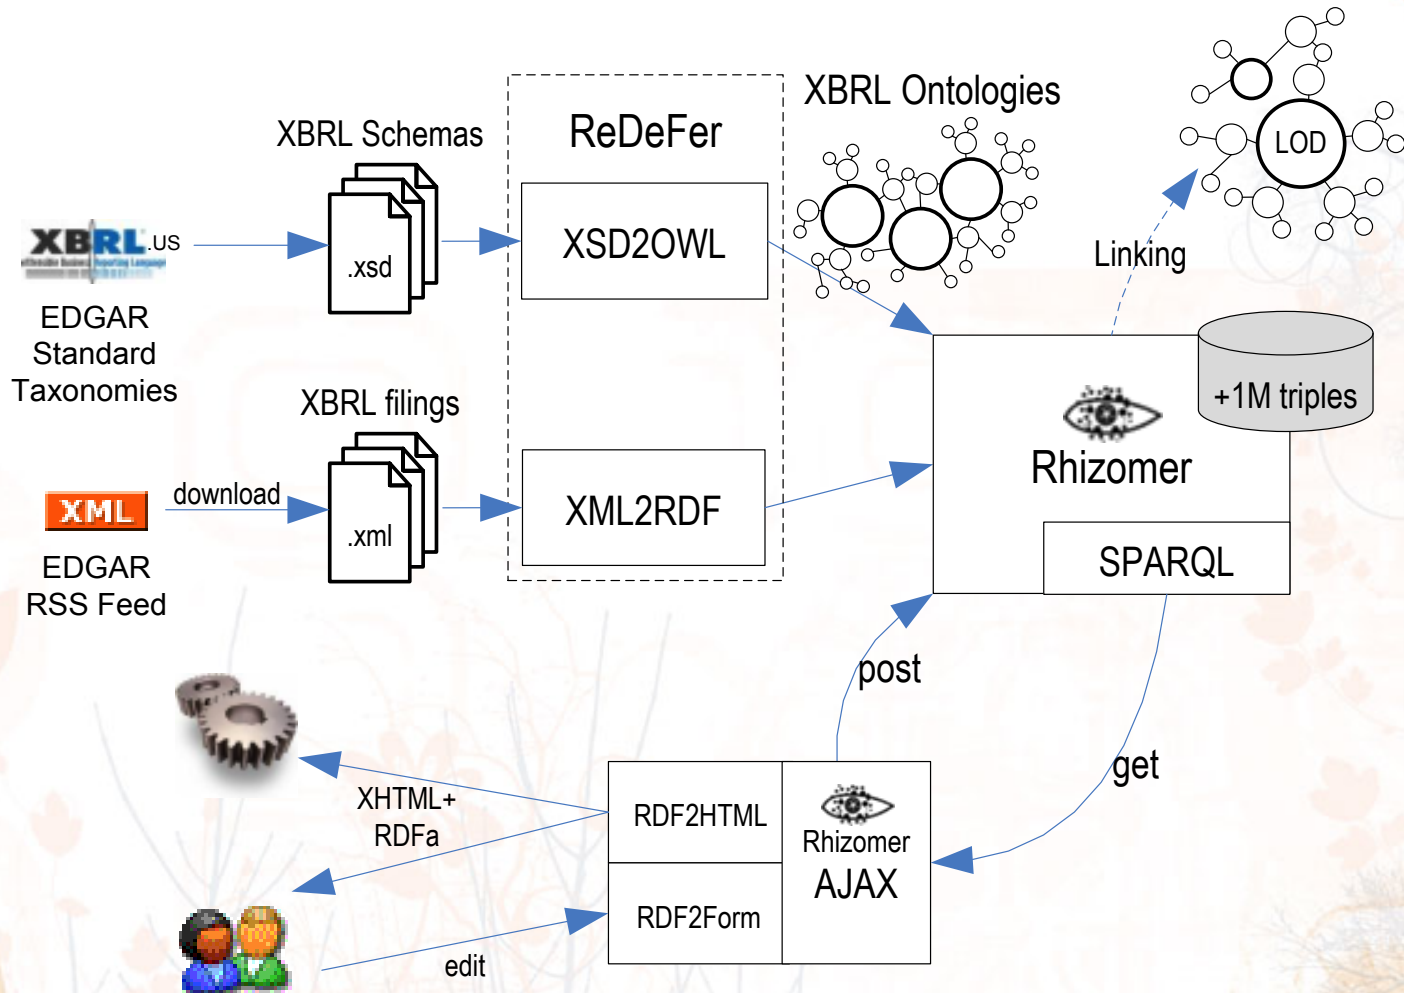 XBRL Schemas
ReDeFer
XBRL Ontologies
LOD
XBRL.US
.xsd
XSD2OWL
Linking
EDGAR
Standard
Taxonomies
XBRL filings
+1M triples
Rhizomer
XML
download
.xml
XML2RDF
SPARQL
EDGAR
RSS Feed
post
get
XHTML+
RDFa
RDF2HTML
Rhizomer
AJAX
RDF2Form
edit